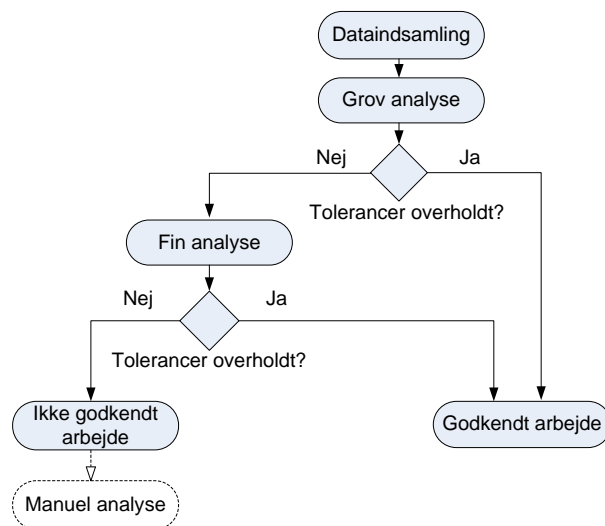 Dataindsamling
Grov analyse
Nej
Ja
Tolerancer overholdt?
Fin analyse
Nej
Ja
Tolerancer overholdt?
Ikke godkendt
arbejde
Godkendt arbejde
Manuel analyse